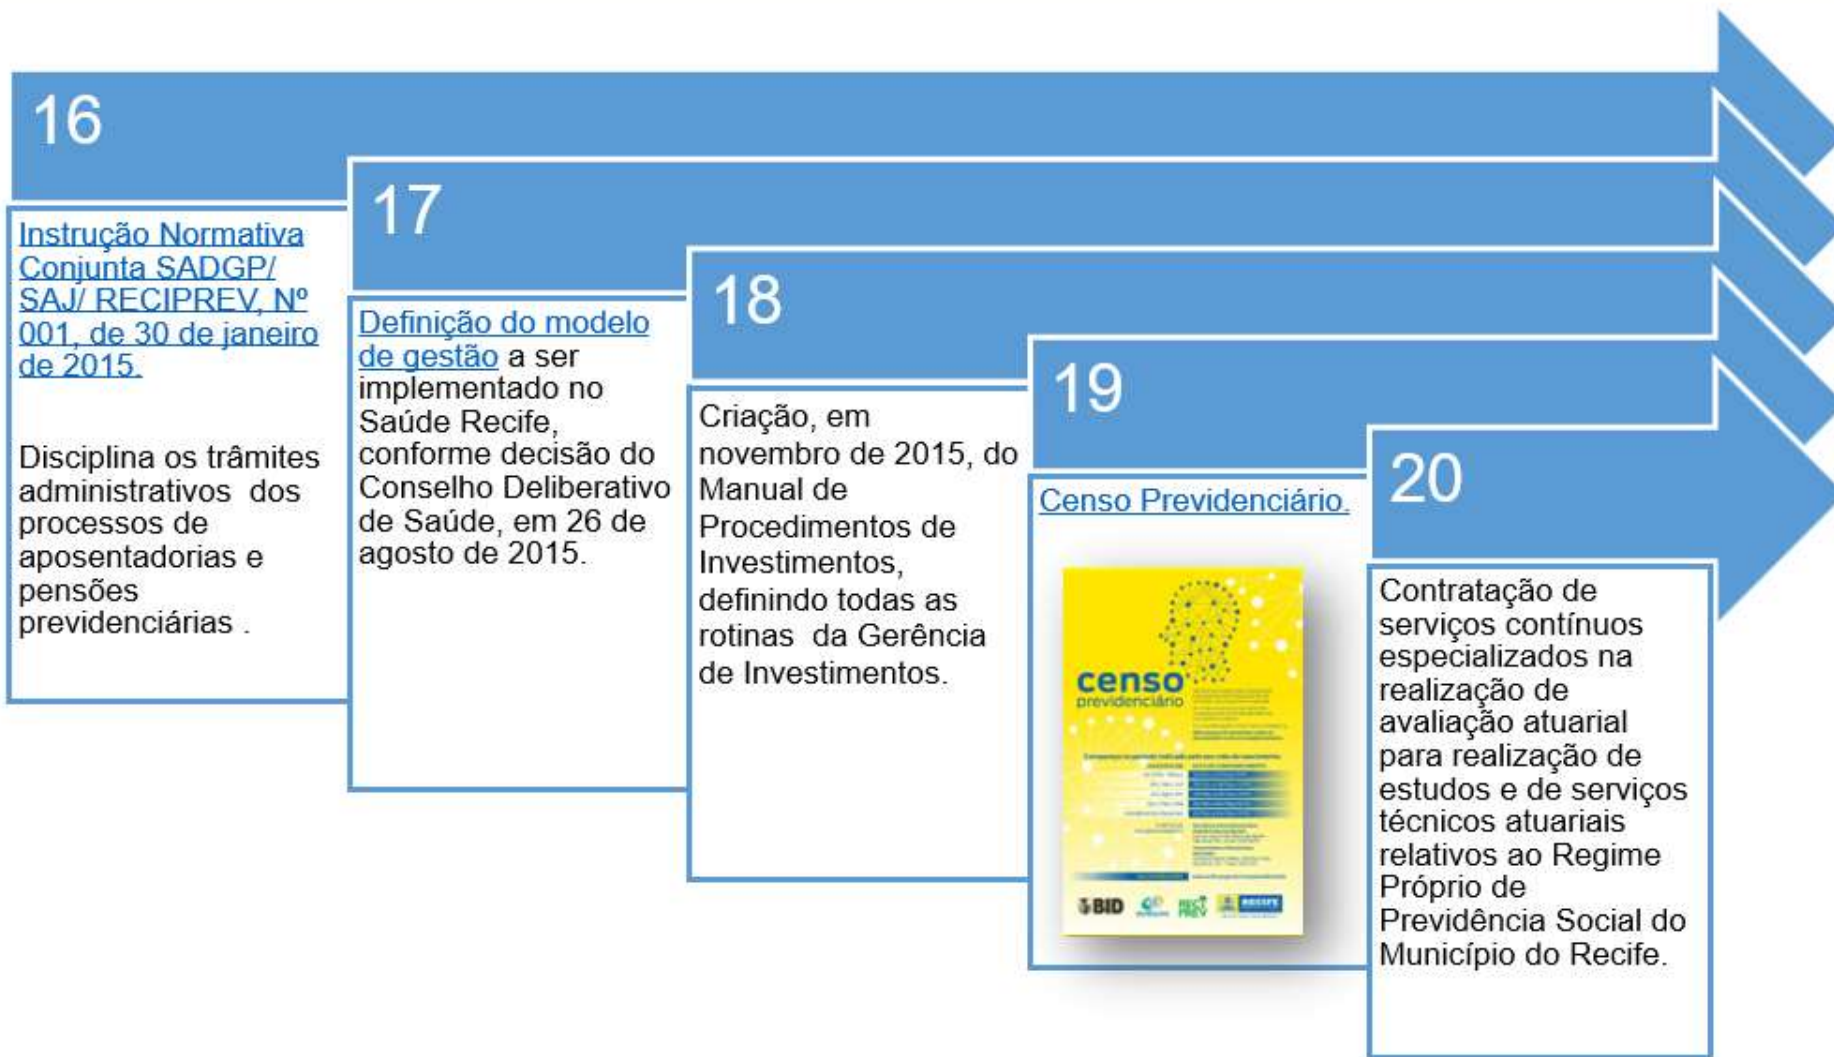 16
Instrução Normativa
Conjunta SADGP/
SAJ/ RECIPREV, Nº
001, de 30 de janeiro
de 2015.
Disciplina os trâmites
administrativos dos
processos de
aposentadorias e
pensões
previdenciárias .
17
Definição do modelo
de gestão a ser
implementado no
Saúde Recife,
conforme decisão do
Conselho Deliberativo
de Saúde, em 26 de
agosto de 2015.
18
Criação, em
novembro de 2015, do
Manual de
Procedimentos de
Investimentos,
definindo todas as
rotinas da Gerência
de Investimentos.
19
Censo Previdenciário.
censo
previdenciário
BID
RECI
PREV
RECIFE
20
Contratação de
serviços contínuos
especializados na
realização de
avaliação atuarial
para realização de
estudos e de serviços
técnicos atuariais
relativos ao Regime
Próprio de
Previdência Social do
Município do Recife.